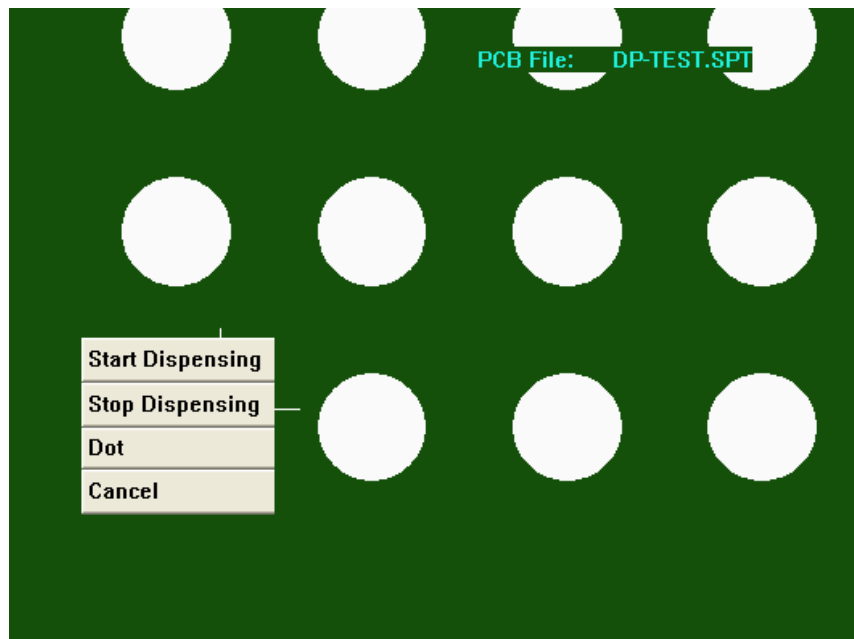 PCB File: DP-TEST.SPT
Start Dispensing
Stop Dispensing
Dot
Cancel